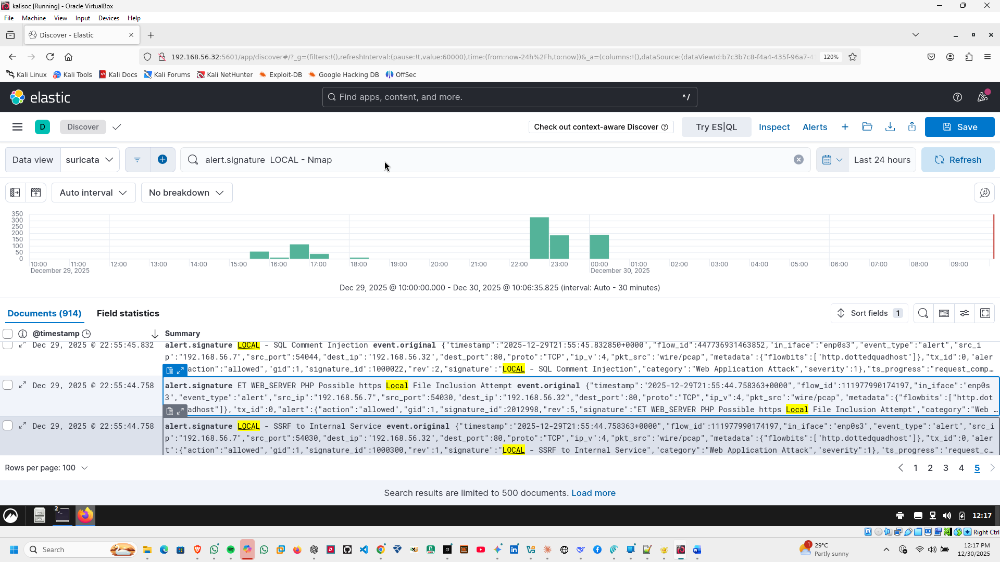 kalisoc [Running] - Oracle VirtualBox
File Machine View Input Devices Help
Discover - Elastic
192.168.56.32:5601/app/discover#/?_g=(filters:!(),refreshInterval:(pause:!t,value:60000),time:(from:now-24h%2Fh,to:now))&_a=(columns:!(),dataSource:(dataViewId:b7c3b7c8-f4a4-435f-96a7-4 120%
Kali Linux Kali Tools Kali Docs Kali Forums Kali NetHunter Exploit-DB Google Hacking DB OffSec
elastic Find apps, content, and more. ^ /
D Discover Check out context-aware Discover Try ES|QL Inspect Alerts Save
Data view suricata alert.signature  LOCAL - Nmap Last 24 hours Refresh
Auto interval No breakdown
350
300
250
200
150
100
50
0
10:00 11:00 12:00 13:00 14:00 15:00 16:00 17:00 18:00 19:00 20:00 21:00 22:00 23:00 00:00 01:00 02:00 03:00 04:00 05:00 06:00 07:00 08:00 09:00
December 29, 2025 December 30, 2025
Dec 29, 2025 @ 10:00:00.000 - Dec 30, 2025 @ 10:06:35.825 (interval: Auto - 30 minutes)
Documents (914) Field statistics Sort fields 1
@timestamp Summary
Dec 29, 2025 @ 22:55:45.832 alert.signature LOCAL - SQL Comment Injection event.original {"timestamp":"2025-12-29T21:55:45.832850+0000","flow_id":447736931463852,"in_iface":"enp0s3","event_type":"alert","src_i
p":"192.168.56.7","src_port":54044,"dest_ip":"192.168.56.32","dest_port":80,"proto":"TCP","ip_v":4,"pkt_src":"wire/pcap","metadata":{"flowbits":["http.dottedquadhost"]},"tx_id":0,"aler
action":"allowed","gid":1,"signature_id":1000022,"rev":2,"signature":"LOCAL - SQL Comment Injection","category":"Web Application Attack","severity":1},"ts_progress":"request_comp…
Dec 29, 2025 @ 22:55:44.758 alert.signature ET WEB_SERVER PHP Possible https Local File Inclusion Attempt event.original {"timestamp":"2025-12-29T21:55:44.758363+0000","flow_id":111977990174197,"in_iface":"enp0s
3","event_type":"alert","src_ip":"192.168.56.7","src_port":54030,"dest_ip":"192.168.56.32","dest_port":80,"proto":"TCP","ip_v":4,"pkt_src":"wire/pcap","metadata":{"flowbits":["http.dot
adhost"]},"tx_id":0,"alert":{"action":"allowed","gid":1,"signature_id":2012998,"rev":5,"signature":"ET WEB_SERVER PHP Possible https Local File Inclusion Attempt","category":"Web …
Dec 29, 2025 @ 22:55:44.758 alert.signature LOCAL - SSRF to Internal Service event.original {"timestamp":"2025-12-29T21:55:44.758363+0000","flow_id":111977990174197,"in_iface":"enp0s3","event_type":"alert","src_i
p":"192.168.56.7","src_port":54030,"dest_ip":"192.168.56.32","dest_port":80,"proto":"TCP","ip_v":4,"pkt_src":"wire/pcap","metadata":{"flowbits":["http.dottedquadhost"]},"tx_id":0,"aler
t":{"action":"allowed","gid":1,"signature_id":1000300,"rev":1,"signature":"LOCAL - SSRF to Internal Service","category":"Web Application Attack","severity":1},"ts_progress":"request_c…
Rows per page: 100 1 2 3 4 5
Search results are limited to 500 documents. Load more
2 12:17
Right Ctrl
Search 1 29°C 12:17 PM
Partly sunny 12/30/2025